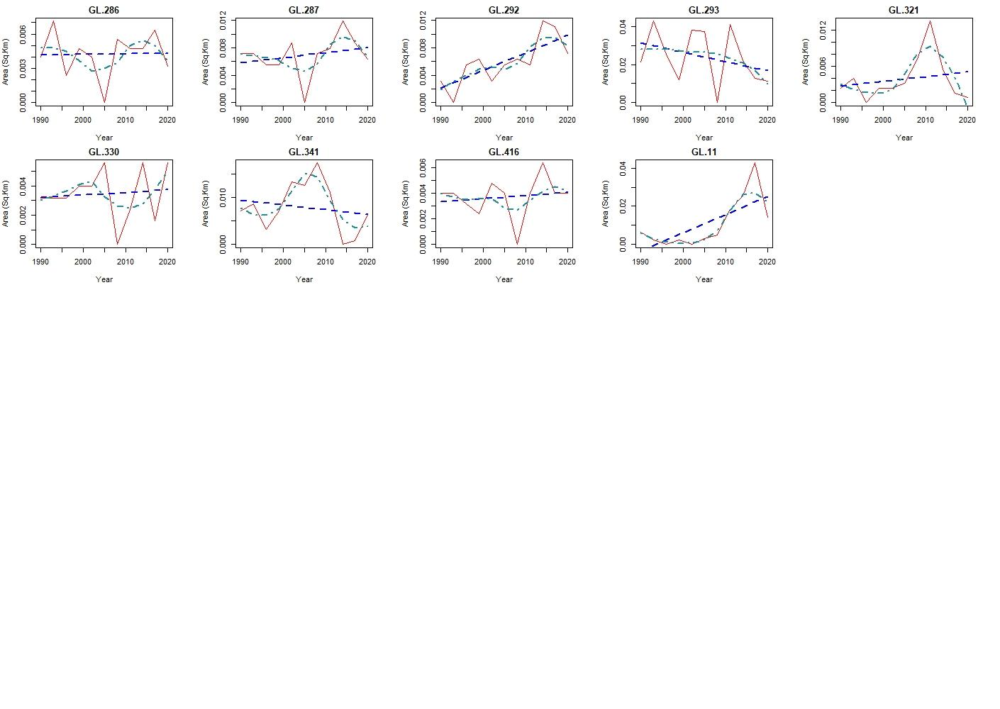 GL.286
Area (Sq.Km)
0.000 0.003 0.006
1990 2000 2010 2020
Year
GL.287
Area (Sq.Km)
0.000 0.004 0.008 0.012
1990 2000 2010 2020
Year
GL.292
Area (Sq.Km)
0.000 0.004 0.008 0.012
1990 2000 2010 2020
Year
GL.293
Area (Sq.Km)
0.00 0.02 0.04
1990 2000 2010 2020
Year
GL.321
Area (Sq.Km)
0.000 0.006 0.012
1990 2000 2010 2020
Year
GL.330
Area (Sq.Km)
0.000 0.002 0.004
1990 2000 2010 2020
Year
GL.341
Area (Sq.Km)
0.000 0.010
1990 2000 2010 2020
Year
GL.416
Area (Sq.Km)
0.000 0.002 0.004 0.006
1990 2000 2010 2020
Year
GL.11
Area (Sq.Km)
0.00 0.02 0.04
1990 2000 2010 2020
Year